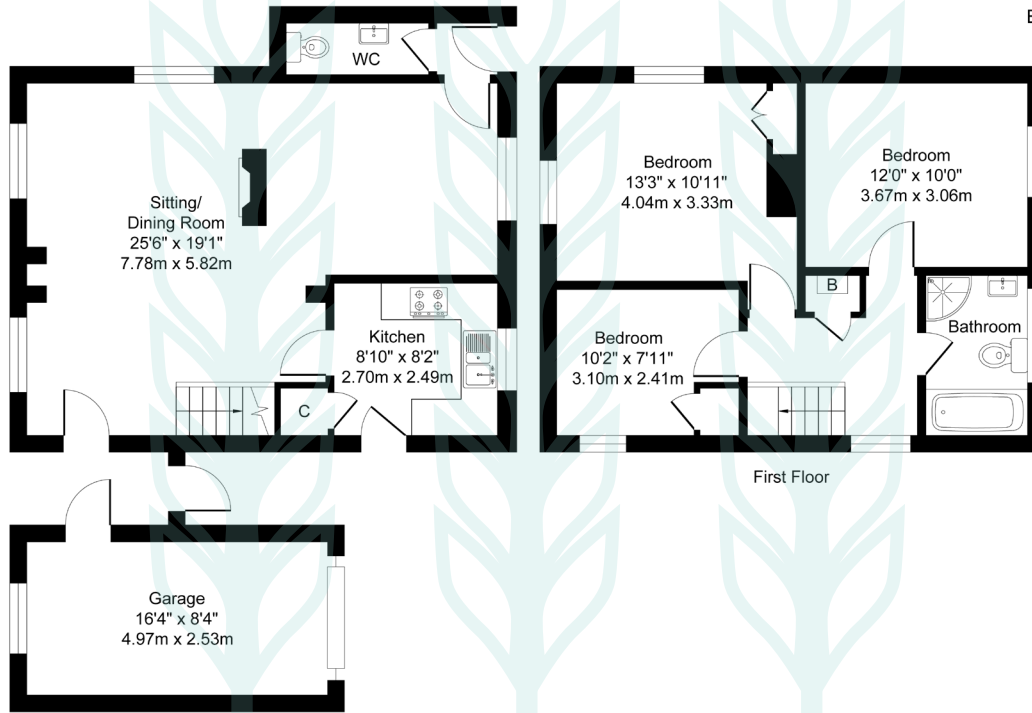 WC
Sitting/
Dining Room
25'6" x 19'1"
7.78m x 5.82m
Kitchen
8'10" x 8'2"
2.70m x 2.49m
C
Garage
16'4" x 8'4"
4.97m x 2.53m
Bedroom
13'3" x 10'11"
4.04m x 3.33m
Bedroom
12'0" x 10'0"
3.67m x 3.06m
B
Bathroom
Bedroom
10'2" x 7'11"
3.10m x 2.41m
First Floor